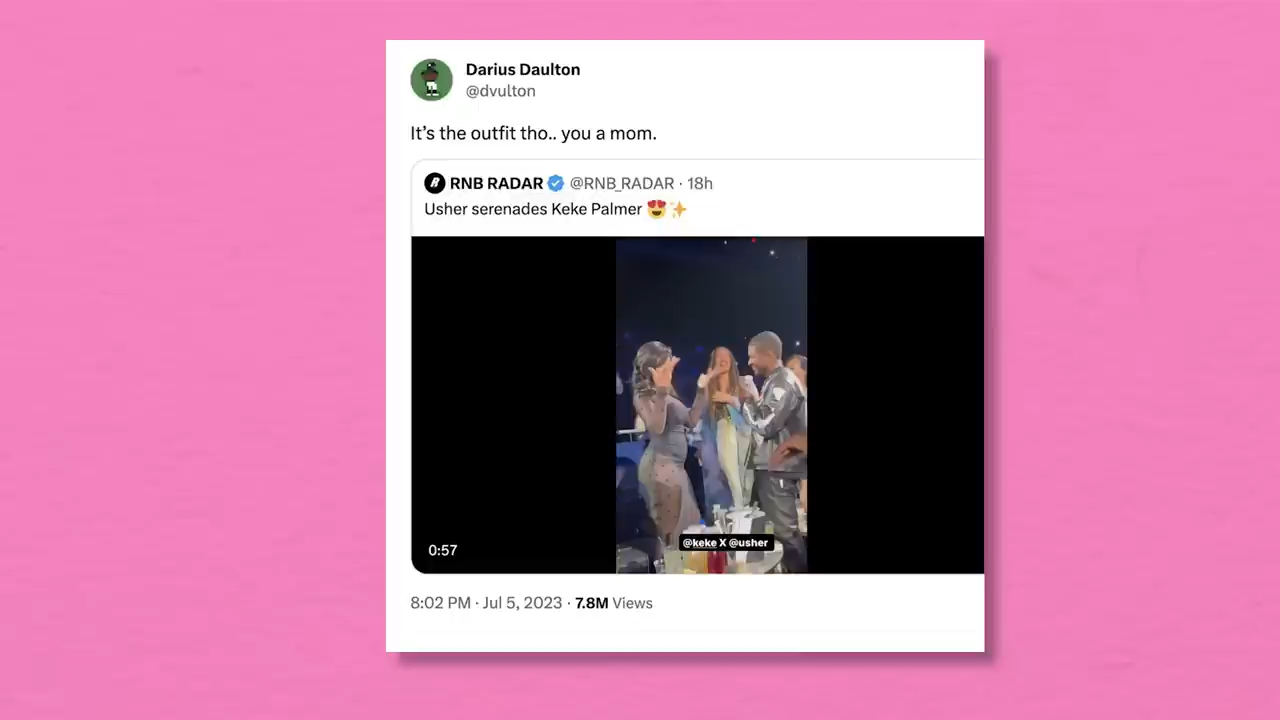 Darius Daulton
@dvulton
It’s the outfit tho.. you a mom.
RNB RADAR @RNB_RADAR · 18h
Usher serenades Keke Palmer 😍✨
@keke X @usher
0:57
8:02 PM · Jul 5, 2023 · 7.8M Views